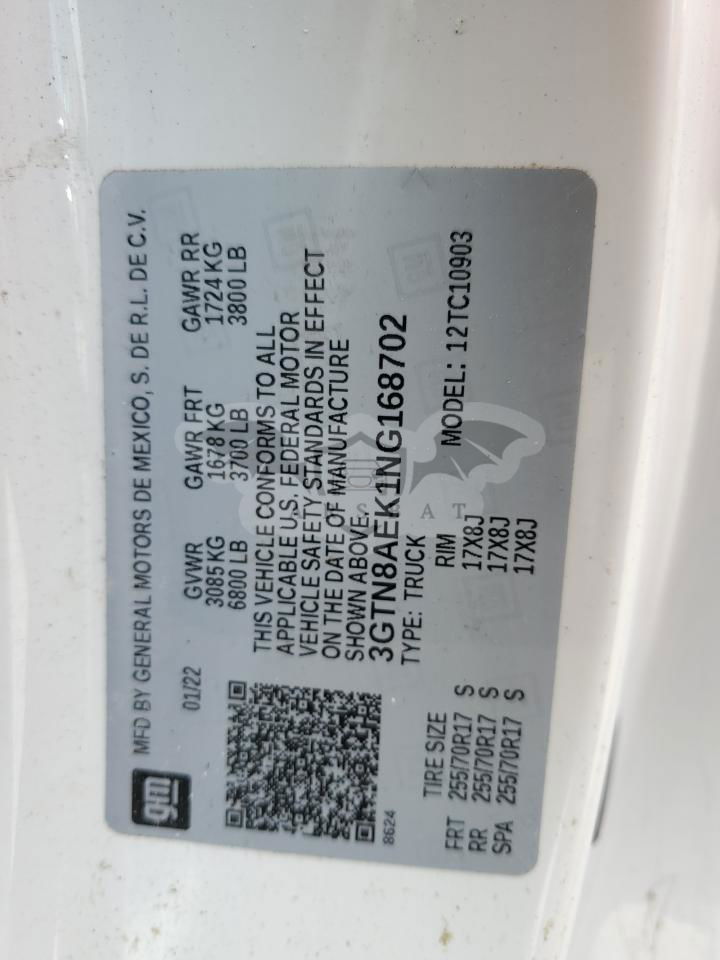 gm
MFD BY GENERAL MOTORS DE MEXICO, S. DE R.L. DE C.V.
01/22 GVWR GAWR FRT GAWR RR
3085 KG 1678 KG 1724 KG
6800 LB 3700 LB 3800 LB
THIS VEHICLE CONFORMS TO ALL
APPLICABLE U.S. FEDERAL MOTOR
VEHICLE SAFETY STANDARDS IN EFFECT
ON THE DATE OF MANUFACTURE
SHOWN ABOVE.
3GTN8AEK1NG168702
8624 TYPE: TRUCK MODEL: 12TC10903
TIRE SIZE RIM
FRT 255/70R17 S 17X8J
RR 255/70R17 S 17X8J
SPA 255/70R17 S 17X8J